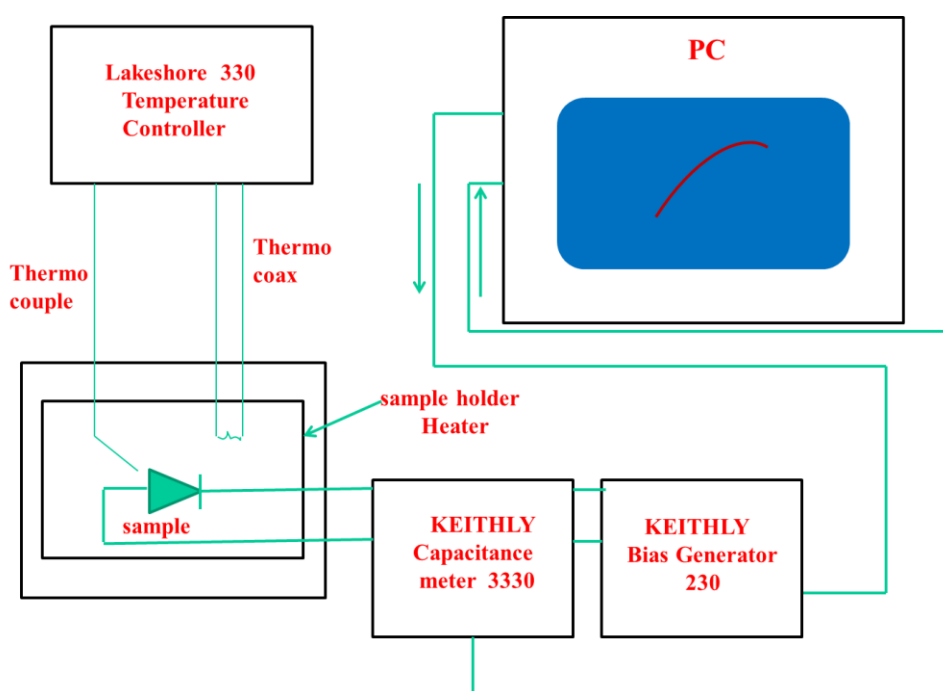 Lakeshore 330
Temperature
Controller
PC
Thermo
couple
Thermo
coax
sample holder
Heater
sample
KEITHLY
Capacitance
meter 3330
KEITHLY
Bias Generator
230